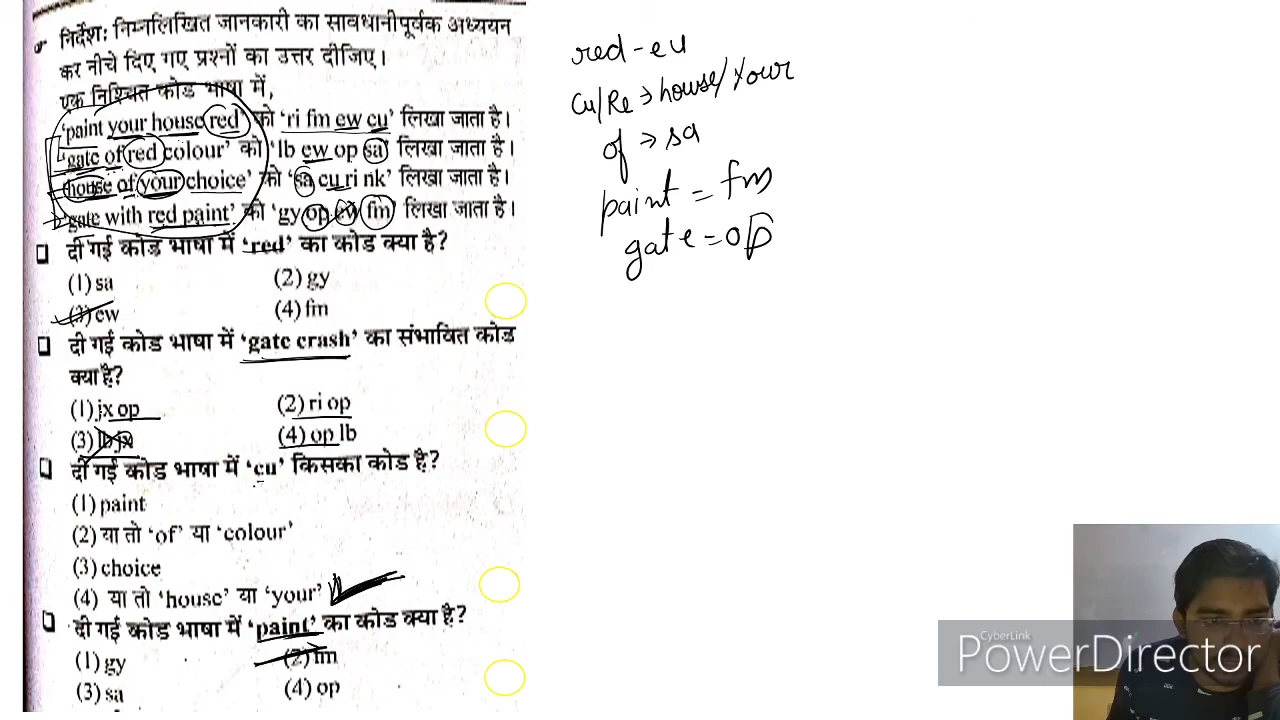 निर्देश: निम्नलिखित जानकारी का सावधानीपूर्वक अध्ययन
कर नीचे दिए गए प्रश्नों का उत्तर दीजिए।
एक निश्चित कोड भाषा में,
'paint your house red' को 'ri fm ew cu' लिखा जाता है।
'gate of red colour' को 'lb ew op sa' लिखा जाता है।
'house of your choice' को 'sa cu ri nk' लिखा जाता है।
'gate with red paint' को 'gy op ew fm' लिखा जाता है।
दी गई कोड भाषा में 'red' का कोड क्या है?
(1) sa (2) gy
(3) ew (4) fm
दी गई कोड भाषा में 'gate crash' का संभावित कोड
क्या है?
(1) jx op (2) ri op
(3) lb jx (4) op lb
दी गई कोड भाषा में 'cu' किसका कोड है?
(1) paint
(2) या तो 'of' या 'colour'
(3) choice
(4) या तो 'house' या 'your'
दी गई कोड भाषा में 'paint' का कोड क्या है?
(1) gy (2) fm
(3) sa (4) op
red - eu
Cu/Re → house/Your
of → sa
paint = fm
gate = op
CyberLink
PowerDirector